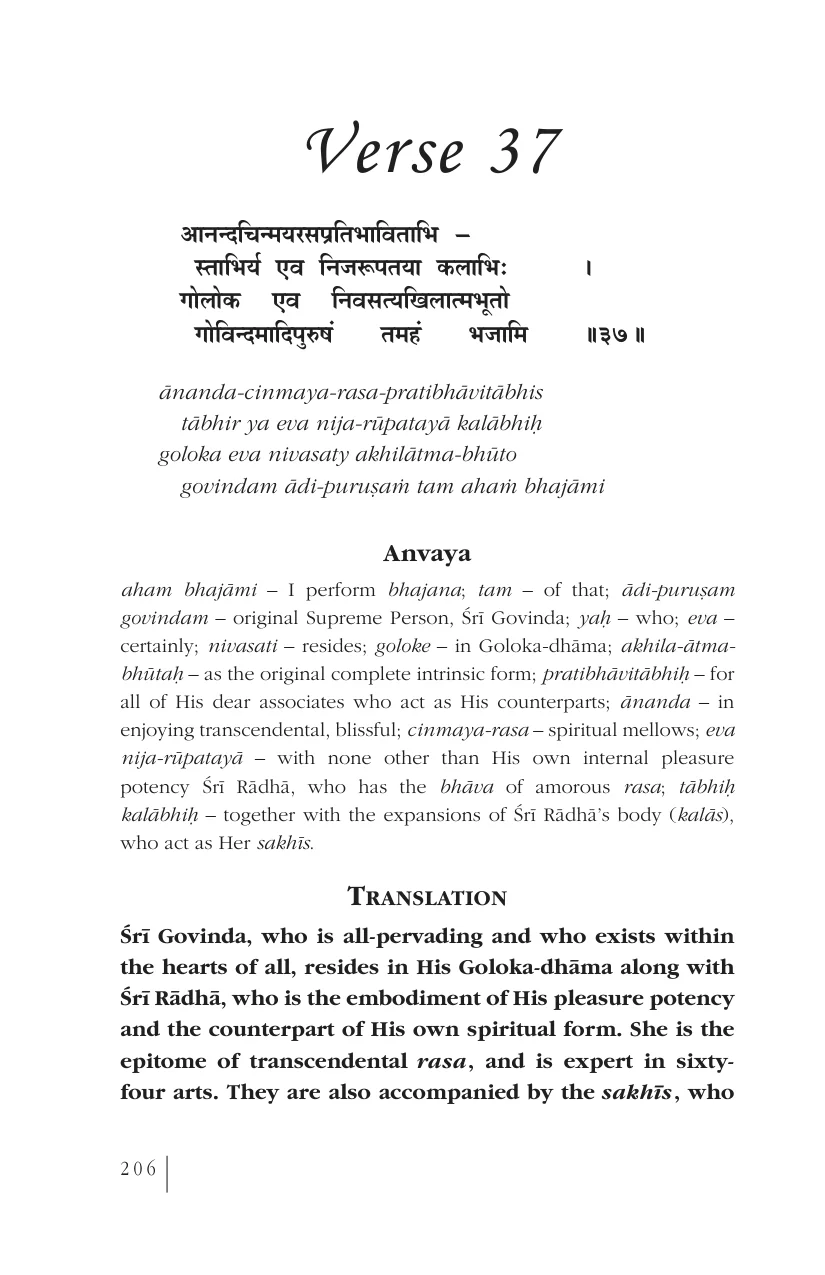 Verse 37
आनन्दचिन्मयरसप्रतिभाविताभि –
स्ताभिर्य एव निजरूपतया कलाभिः ।
गोलोक एव निवसत्यखिलात्मभूतो
गोविन्दमादिपुरुषं तमहं भजामि ॥३७॥
ānanda-cinmaya-rasa-pratibhāvitābhis
tābhir ya eva nija-rūpatayā kalābhiḥ
goloka eva nivasaty akhilātma-bhūto
govindam ādi-puruṣaṁ tam ahaṁ bhajāmi
Anvaya
aham bhajāmi – I perform bhajana; tam – of that; ādi-puruṣam
govindam – original Supreme Person, Śrī Govinda; yaḥ – who; eva –
certainly; nivasati – resides; goloke – in Goloka-dhāma; akhila-ātma-
bhūtaḥ – as the original complete intrinsic form; pratibhāvitābhiḥ – for
all of His dear associates who act as His counterparts; ānanda – in
enjoying transcendental, blissful; cinmaya-rasa – spiritual mellows; eva
nija-rūpatayā – with none other than His own internal pleasure
potency Śrī Rādhā, who has the bhāva of amorous rasa; tābhiḥ
kalābhiḥ – together with the expansions of Śrī Rādhā's body (kalās),
who act as Her sakhīs.
TRANSLATION
Śrī Govinda, who is all-pervading and who exists within
the hearts of all, resides in His Goloka-dhāma along with
Śrī Rādhā, who is the embodiment of His pleasure potency
and the counterpart of His own spiritual form. She is the
epitome of transcendental rasa, and is expert in sixty-
four arts. They are also accompanied by the sakhīs, who
206